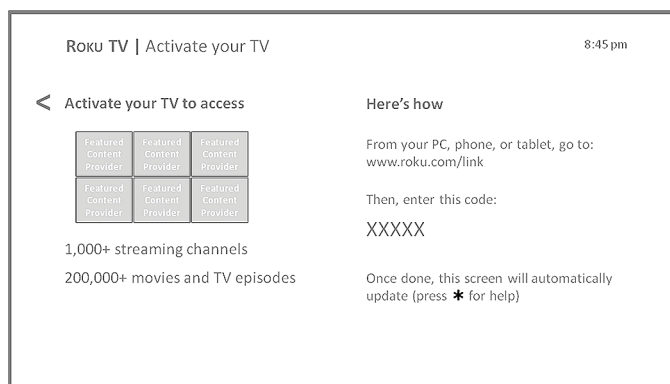 ROKU TV | Activate your TV
8:45 pm
< Activate your TV to access
Featured Featured Featured
Content Content Content
Provider Provider Provider
Featured Featured Featured
Content Content Content
Provider Provider Provider
1,000+ streaming channels
200,000+ movies and TV episodes
Here's how
From your PC, phone, or tablet, go to:
www.roku.com/link
Then, enter this code:
XXXXX
Once done, this screen will automatically
update (press ✱ for help)